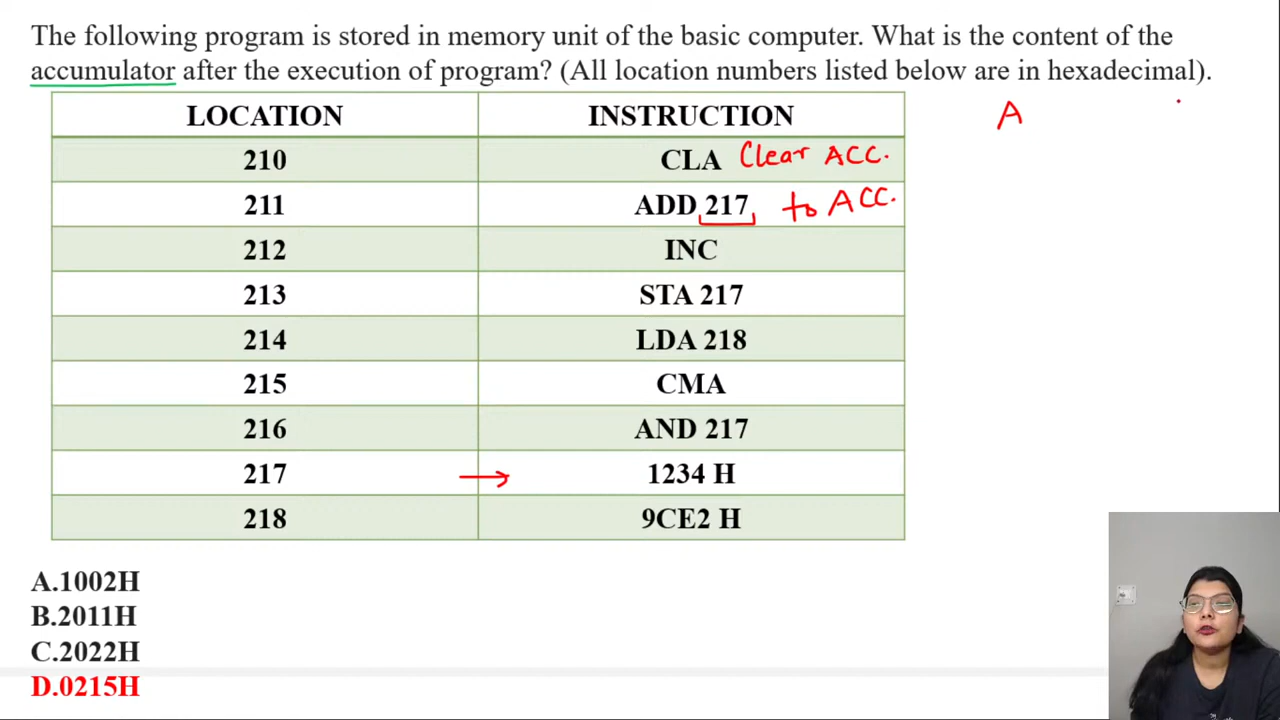 The following program is stored in memory unit of the basic computer. What is the content of the
accumulator after the execution of program? (All location numbers listed below are in hexadecimal).
LOCATION INSTRUCTION A
210 CLA Clear ACC.
211 ADD 217 to ACC.
212 INC
213 STA 217
214 LDA 218
215 CMA
216 AND 217
217 1234 H
218 9CE2 H
A.1002H
B.2011H
C.2022H
D.0215H